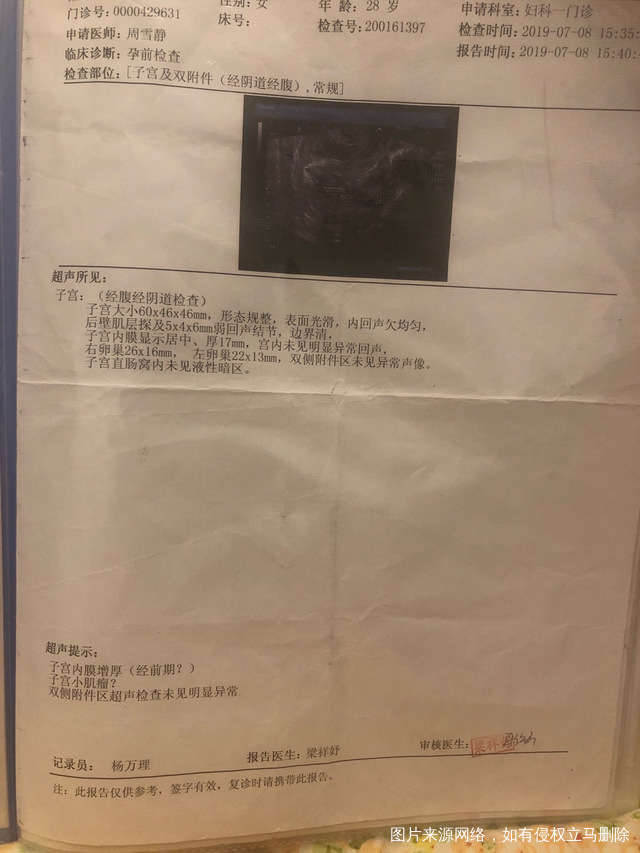 性别：女
年 龄：28 岁
申请科室：妇科一门诊
门诊号：0000429631
床号：
检查号：200161397
检查时间：2019-07-08 15:35:
申请医师：周雪静
报告时间：2019-07-08 15:40:
临床诊断：孕前检查
检查部位：[子宫及双附件（经阴道经腹）,常规]
超声所见：
子宫：（经腹经阴道检查）
子宫大小60x46x46mm，形态规整，表面光滑，内回声欠均匀，
后壁肌层探及5x4x6mm弱回声结节，边界清，
子宫内膜显示居中、厚17mm，宫内未见明显异常回声，
右卵巢26x16mm， 左卵巢22x13mm，双侧附件区未见异常声像。
子宫直肠窝内未见液性暗区。
超声提示：
子宫内膜增厚（经前期？）
子宫小肌瘤？
双侧附件区超声检查未见明显异常
记录员： 杨万理
报告医生：梁祥妤
审核医生：
注：此报告仅供参考，签字有效，复诊时请携带此报告。
图片来源网络，如有侵权立马删除